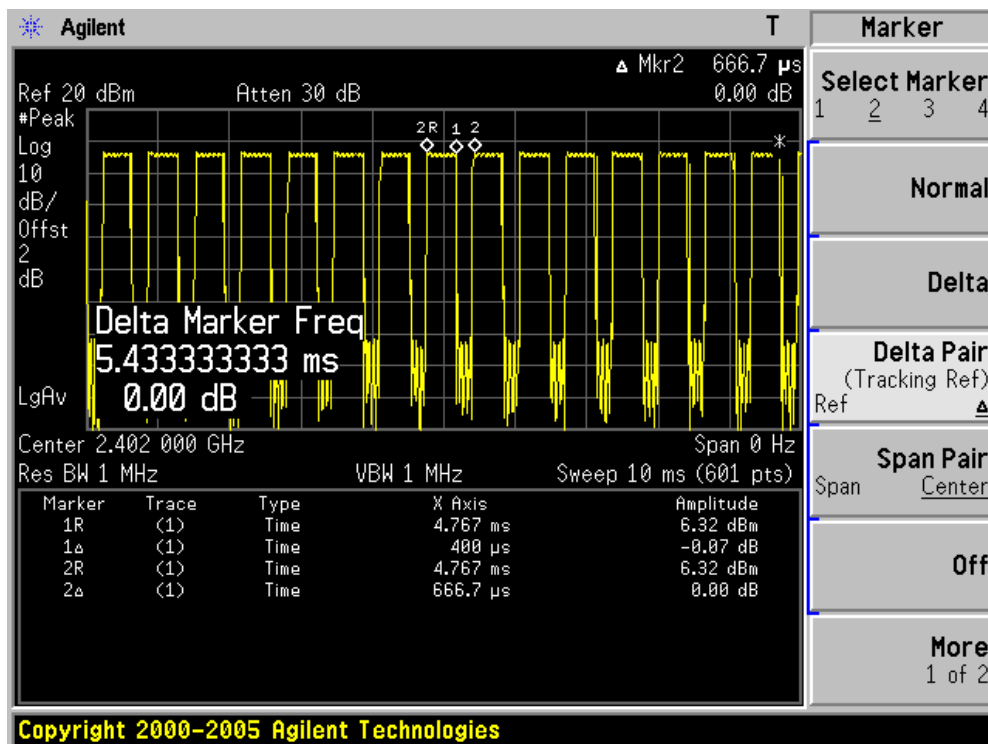 Agilent T Marker
Δ Mkr2 666.7 µs
Ref 20 dBm Atten 30 dB 0.00 dB
#Peak
Log
10
dB/
Offst
2
dB
LgAv
2R 1 2
*
Delta Marker Freq
5.433333333 ms
0.00 dB
Center 2.402 000 GHz Span 0 Hz
Res BW 1 MHz VBW 1 MHz Sweep 10 ms (601 pts)
Marker Trace Type X Axis Amplitude
1R (1) Time 4.767 ms 6.32 dBm
1Δ (1) Time 400 µs -0.07 dB
2R (1) Time 4.767 ms 6.32 dBm
2Δ (1) Time 666.7 µs 0.00 dB
Select Marker
1 2 3 4
Normal
Delta
Delta Pair
(Tracking Ref)
Ref Δ
Span Pair
Span Center
Off
More
1 of 2
Copyright 2000-2005 Agilent Technologies